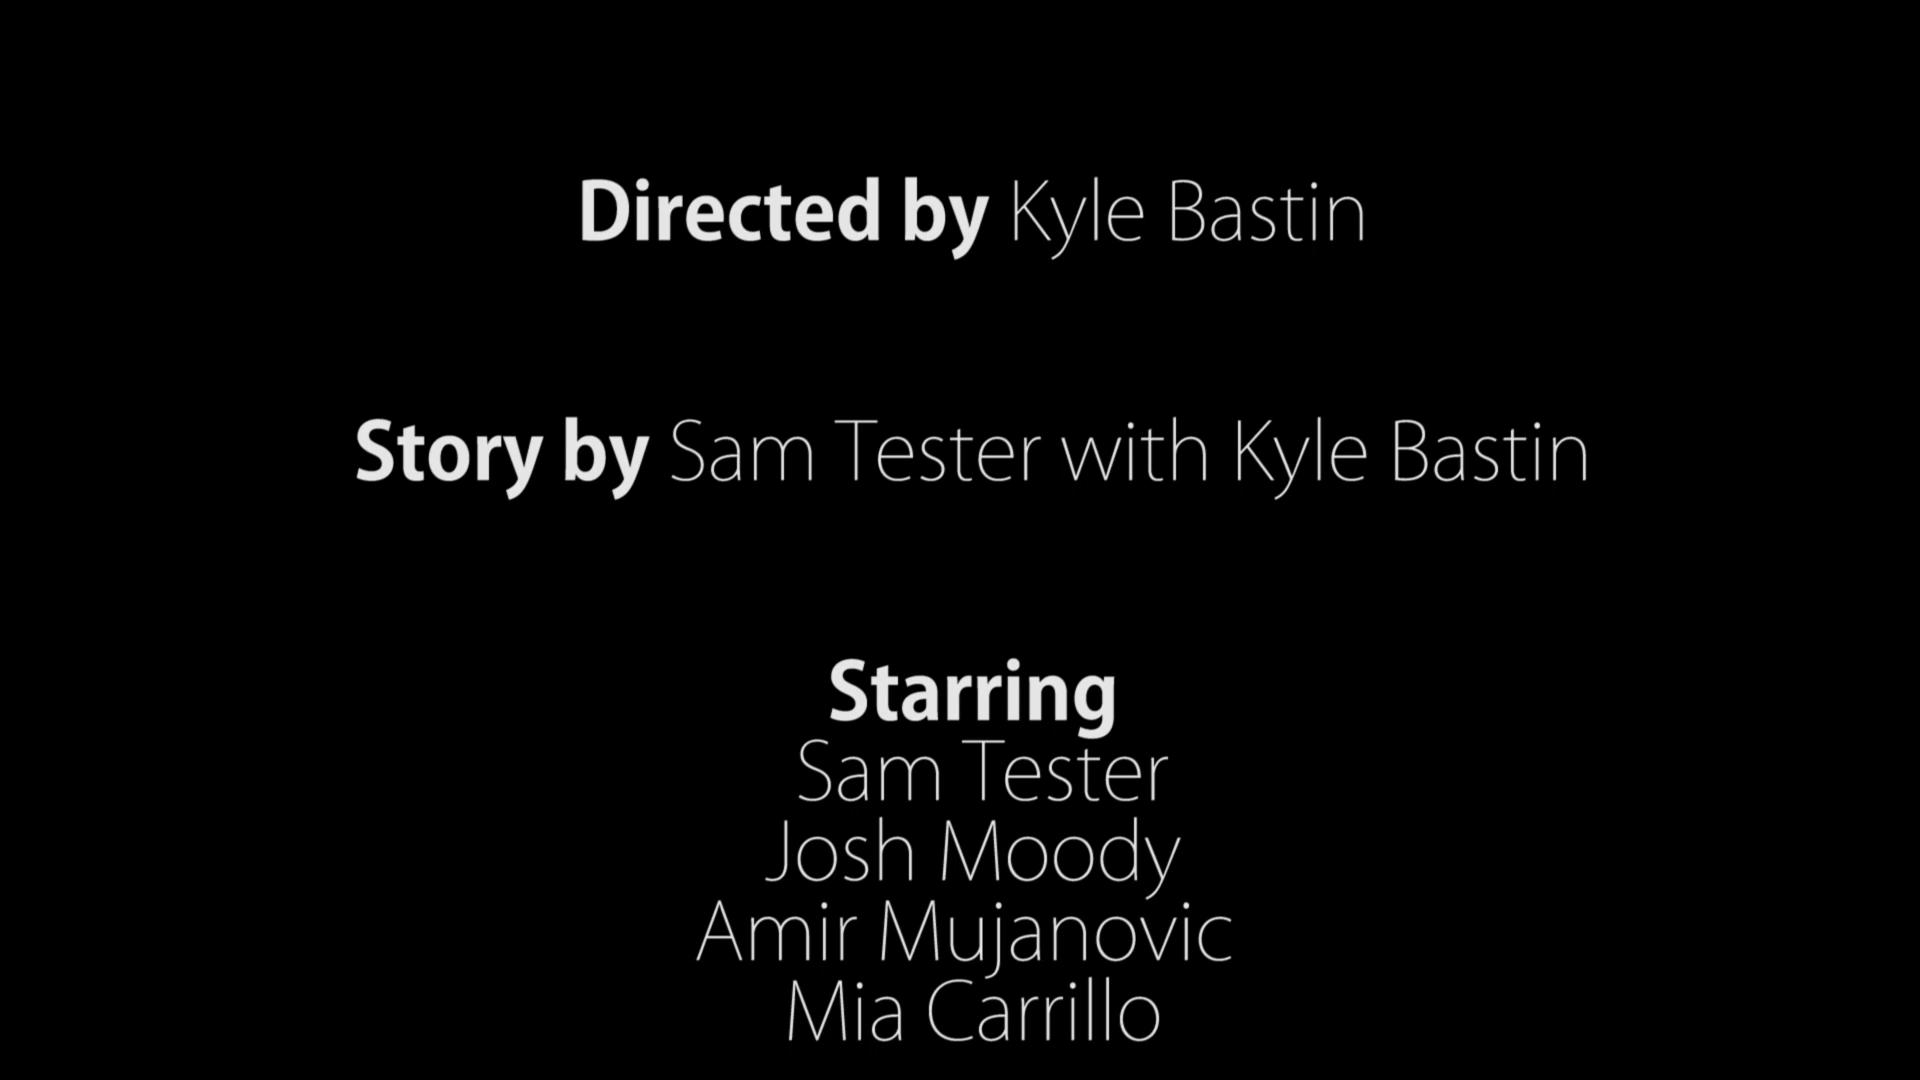 Directed by Kyle Bastin
Story by Sam Tester with Kyle Bastin
Starring
Sam Tester
Josh Moody
Amir Mujanovic
Mia Carrillo